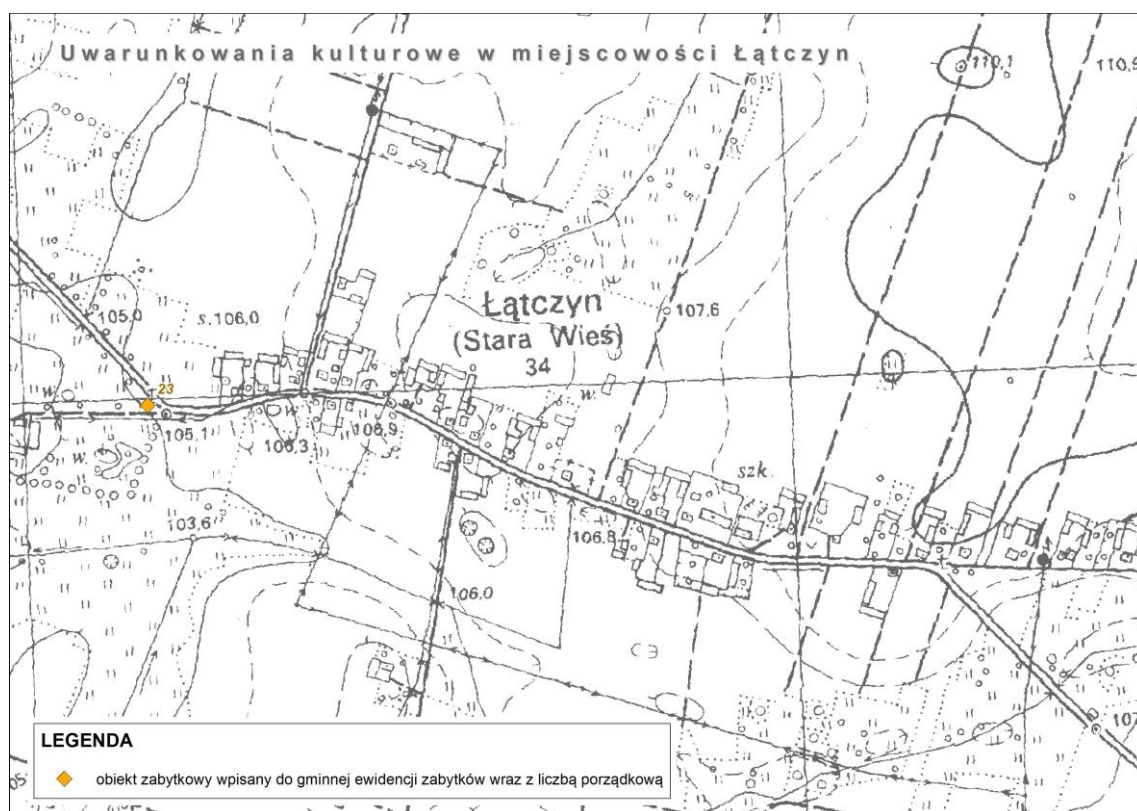 Uwarunkowania kulturowe w miejscowości Łątczyn
110,1
110,5
105,0
s.106,0
Łątczyn
(Stara Wieś)
34
107,6
23
w.
w.
w.
105,1
106,3
106,9
w.
szk.
103,6
106,8
106,0
107,
LEGENDA
obiekt zabytkowy wpisany do gminnej ewidencji zabytków wraz z liczbą porządkową